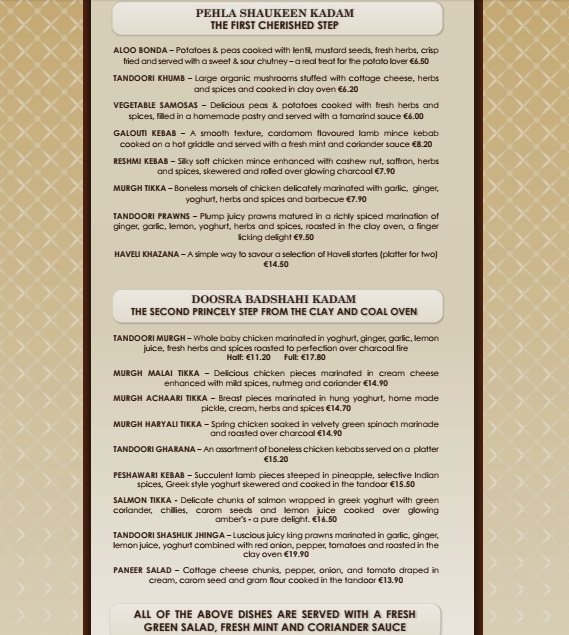 PEHLA SHAUKEEN KADAM
THE FIRST CHERISHED STEP
ALOO BONDA – Potatoes & peas cooked with lentil, mustard seeds, fresh herbs, crisp
fried and served with a sweet & sour chutney – a real treat for the potato lover €6.50
TANDOORI KHUMB – Large organic mushrooms stuffed with cottage cheese, herbs
and spices and cooked in clay oven €6.20
VEGETABLE SAMOSAS – Delicious peas & potatoes cooked with fresh herbs and
spices, filled in a homemade pastry and served with a tamarind sauce €6.00
GALOUTI KEBAB – A smooth texture, cardamom flavoured lamb mince kebab
cooked on a hot griddle and served with a fresh mint and coriander sauce €8.20
RESHMI KEBAB – Silky soft chicken mince enhanced with cashew nut, saffron, herbs
and spices, skewered and rolled over glowing charcoal €7.90
MURGH TIKKA – Boneless morsels of chicken delicately marinated with garlic, ginger,
yoghurt, herbs and spices and barbecue €7.90
TANDOORI PRAWNS – Plump juicy prawns matured in a richly spiced marination of
ginger, garlic, lemon, yoghurt, herbs and spices, roasted in the clay oven, a finger
licking delight €9.50
HAVELI KHAZANA – A simple way to savour a selection of Haveli starters (platter for two)
€14.50
DOOSRA BADSHAHI KADAM
THE SECOND PRINCELY STEP FROM THE CLAY AND COAL OVEN
TANDOORI MURGH – Whole baby chicken marinated in yoghurt, ginger, garlic, lemon
juice, fresh herbs and spices roasted to perfection over charcoal fire
Half: €11.20 Full: €17.80
MURGH MALAI TIKKA – Delicious chicken pieces marinated in cream cheese
enhanced with mild spices, nutmeg and coriander €14.90
MURGH ACHAARI TIKKA – Breast pieces marinated in hung yoghurt, home made
pickle, cream, herbs and spices €14.70
MURGH HARYALI TIKKA – Spring chicken soaked in velvety green spinach marinade
and roasted over charcoal €14.90
TANDOORI GHARANA – An assortment of boneless chicken kebabs served on a platter
€15.20
PESHAWARI KEBAB – Succulent lamb pieces steeped in pineapple, selective Indian
spices, Greek style yoghurt skewered and cooked in the tandoor €15.50
SALMON TIKKA - Delicate chunks of salmon wrapped in greek yoghurt with green
coriander, chillies, carom seeds and lemon juice cooked over glowing
amber's - a pure delight. €16.50
TANDOORI SHASHLIK JHINGA – Luscious juicy king prawns marinated in garlic, ginger,
lemon juice, yoghurt combined with red onion, pepper, tomatoes and roasted in the
clay oven €19.90
PANEER SALAD – Cottage cheese chunks, pepper, onion, and tomato draped in
cream, carom seed and gram flour cooked in the tandoor €13.90
ALL OF THE ABOVE DISHES ARE SERVED WITH A FRESH
GREEN SALAD, FRESH MINT AND CORIANDER SAUCE